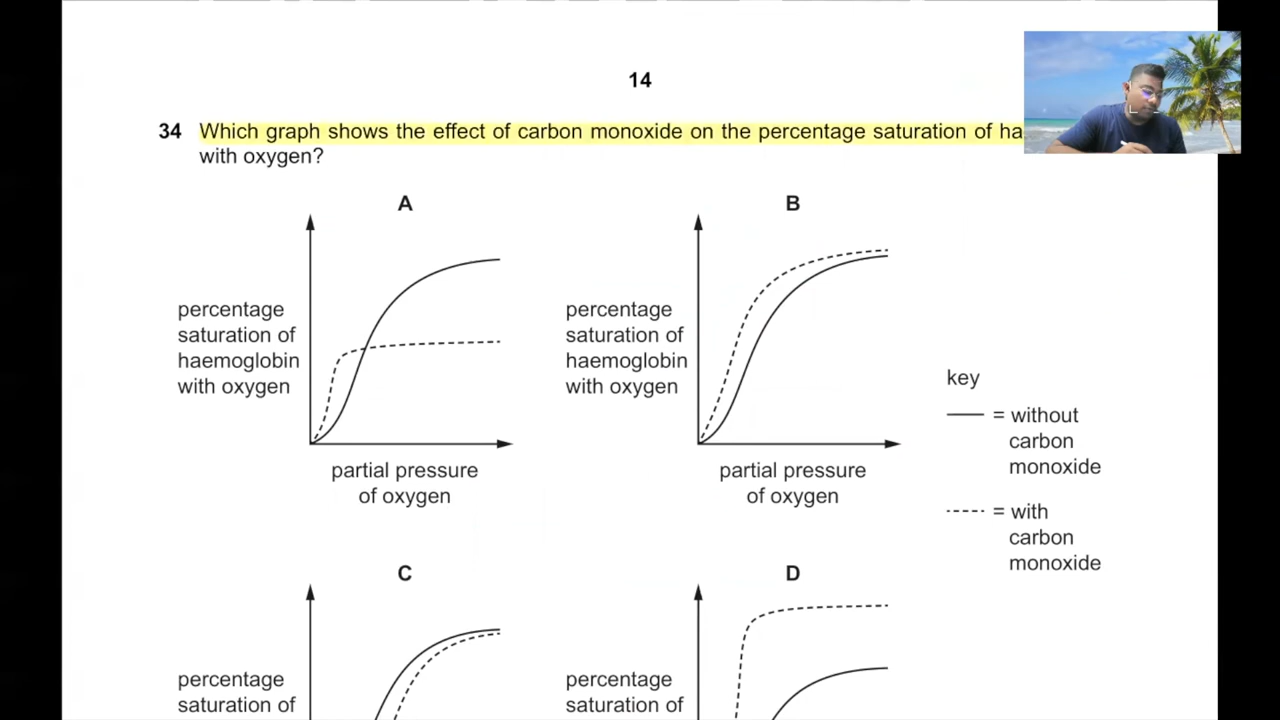 14
34 Which graph shows the effect of carbon monoxide on the percentage saturation of
with oxygen?
A
percentage
saturation of
haemoglobin
with oxygen
partial pressure
of oxygen
B
percentage
saturation of
haemoglobin
with oxygen
partial pressure
of oxygen
key
= without
carbon
monoxide
= with
carbon
monoxide
C
percentage
saturation of
D
percentage
saturation of